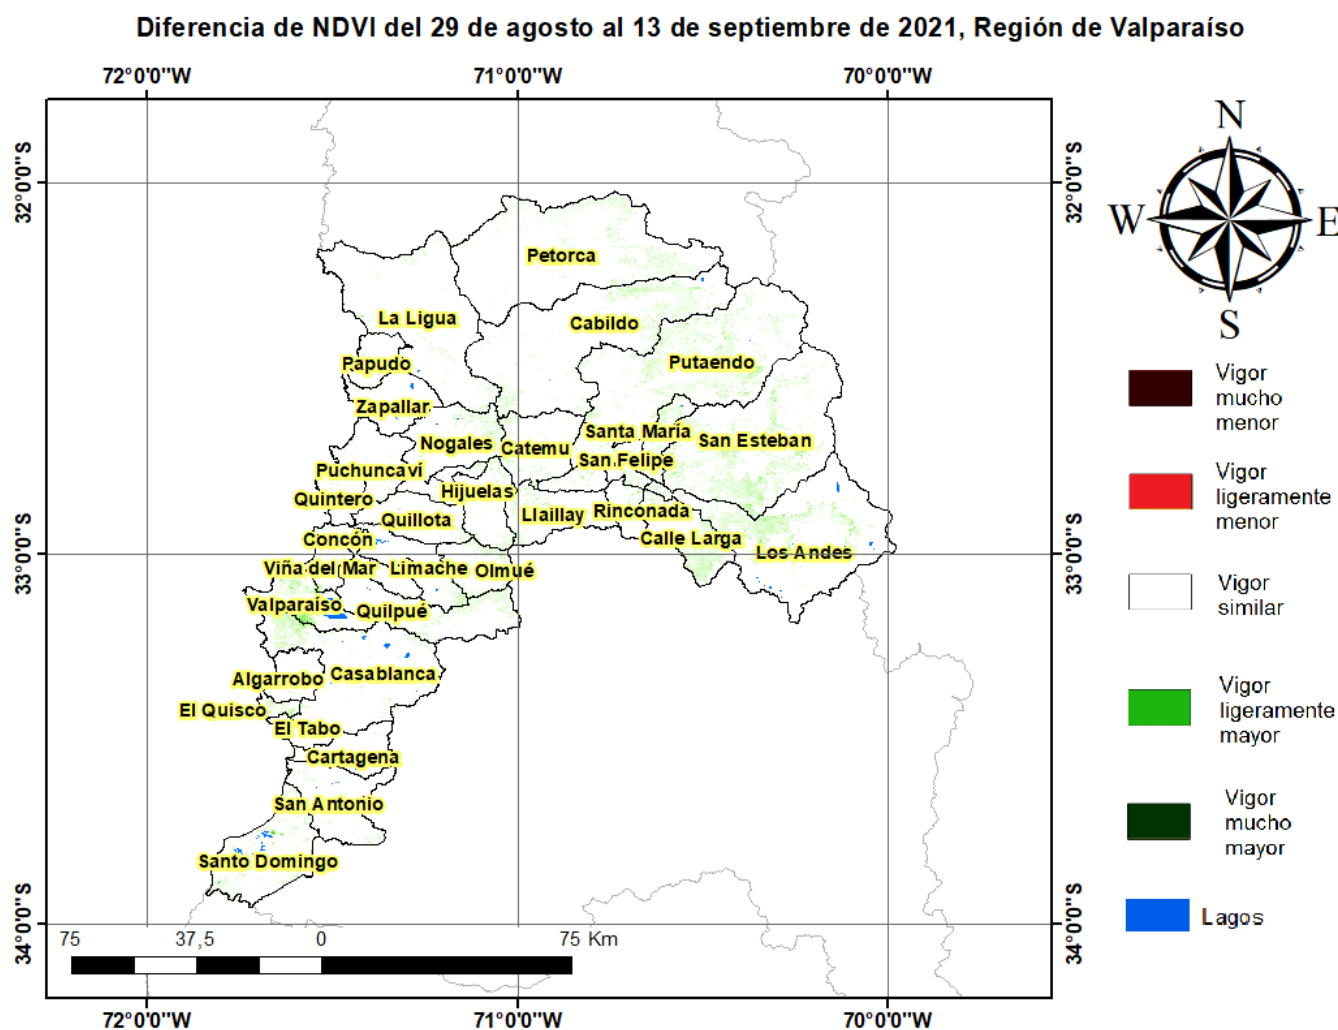 Diferencia de NDVI del 29 de agosto al 13 de septiembre de 2021, Región de Valparaíso
72°0'0"W
71°0'0"W
70°0'0"W
32°0'0"S
32°0'0"S
N
W
E
S
Petorca
La Ligua
Cabildo
Papudo
Putaendo
Zapallar
Nogales
Catemu
Santa María
San Esteban
Puchuncaví
San Felipe
Quintero
Hijuelas
Quillota
Llaillay
Rinconada
Concón
Calle Larga
Los Andes
33°0'0"S
33°0'0"S
Viña del Mar
Limache
Olmué
Valparaíso
Quilpué
Algarrobo
Casablanca
El Quisco
El Tabo
Cartagena
San Antonio
Santo Domingo
34°0'0"S
34°0'0"S
75
37,5
0
75 Km
72°0'0"W
71°0'0"W
70°0'0"W
Vigor
mucho
menor
Vigor
ligeramente
menor
Vigor
similar
Vigor
ligeramente
mayor
Vigor
mucho
mayor
Lagos